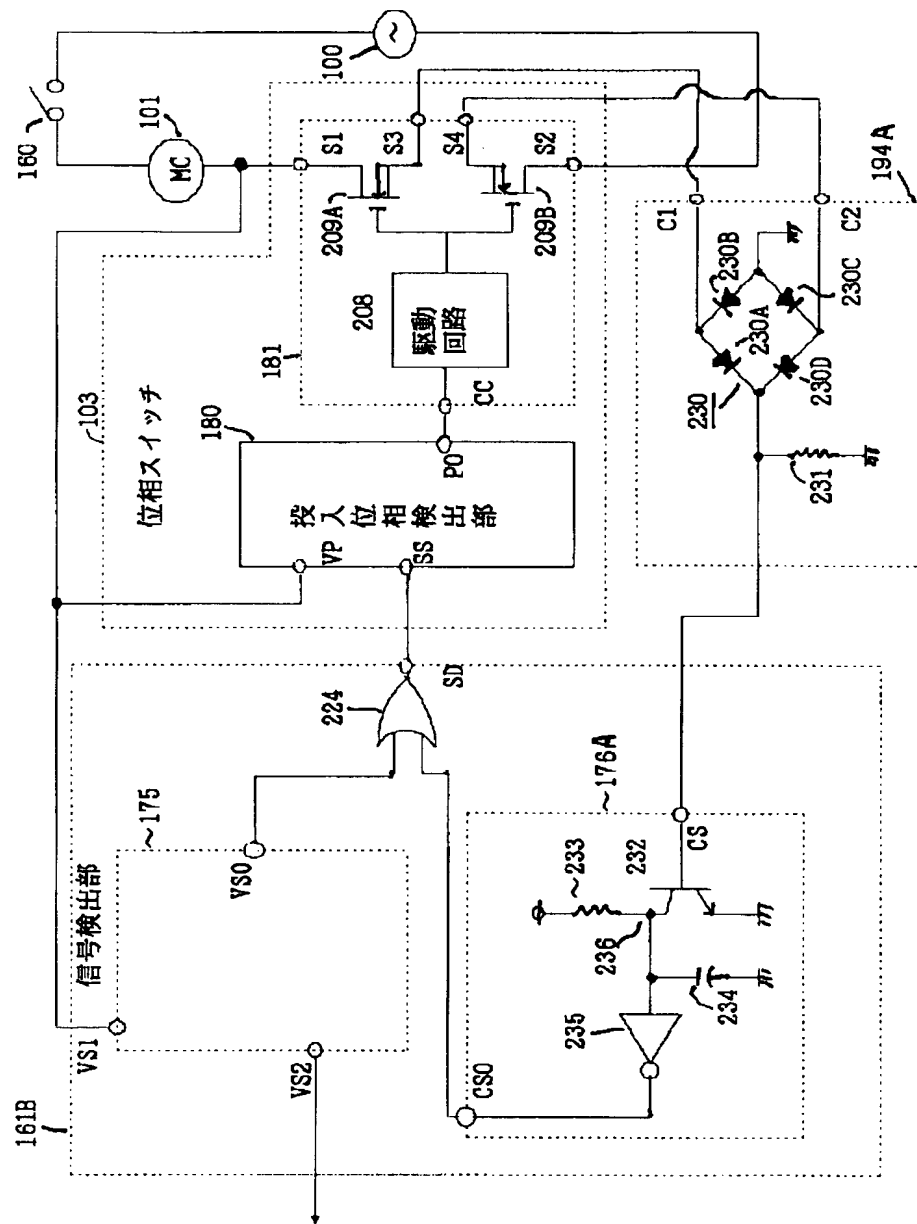 160
101
MC
100
~
103
位相スイッチ
S1
S3
S4
S2
209A
209B
208
駆動
回路
181
CC
180
PO
投入位相検出部
VP
SS
194A
C1
C2
230B
230C
230A
230D
230
231
161B
信号検出部
VS1
175
VSO
VS2
224
SD
176A
233
232
CS
236
234
235
CSO